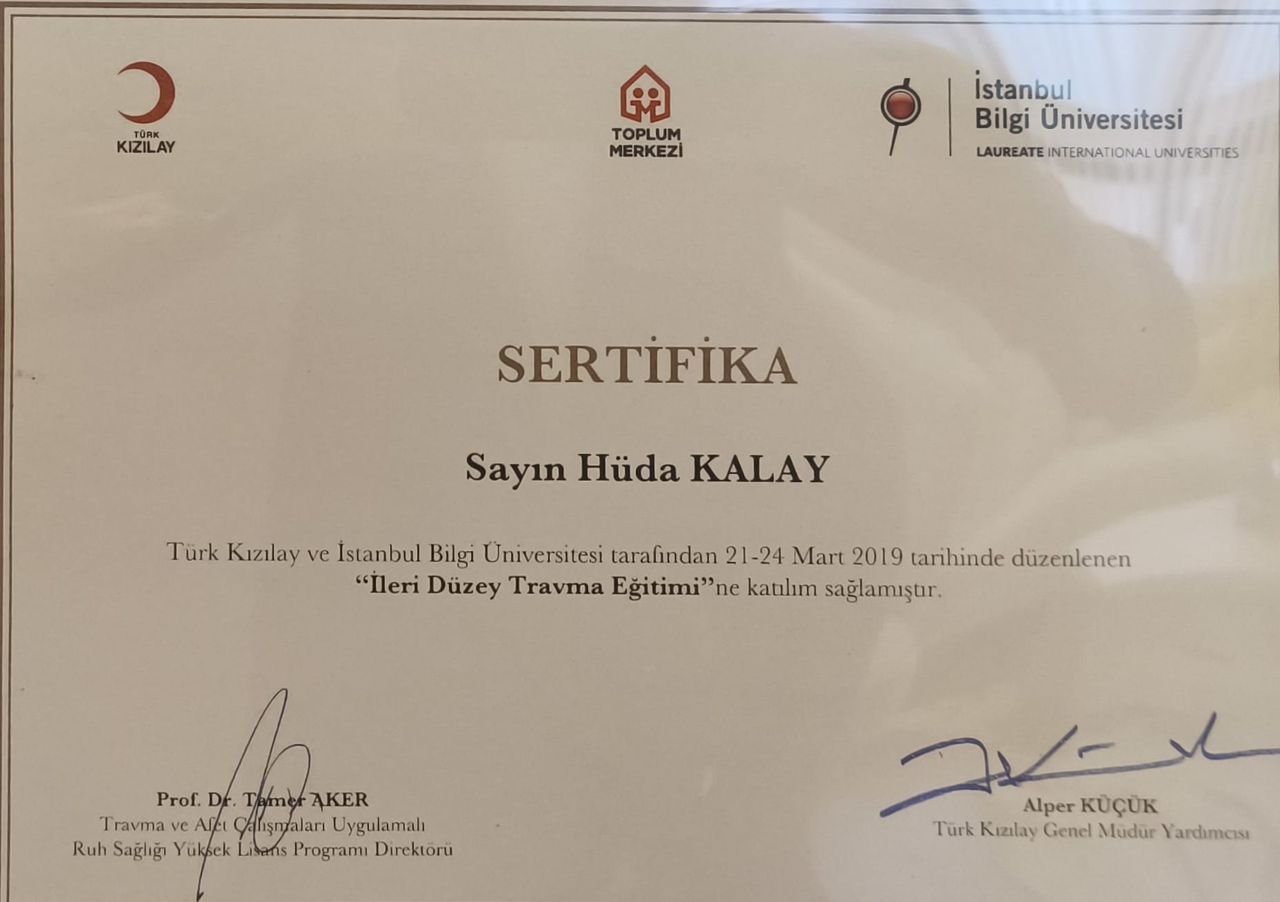 TÜRK
KIZILAY
TOPLUM
MERKEZİ
İstanbul
Bilgi Üniversitesi
LAUREATE INTERNATIONAL UNIVERSITIES
SERTİFİKA
Sayın Hüda KALAY
Türk Kızılay ve İstanbul Bilgi Üniversitesi tarafından 21-24 Mart 2019 tarihinde düzenlenen
“İleri Düzey Travma Eğitimi”ne katılım sağlamıştır.
Prof. Dr. Tamer AKER
Travma ve Afet Çalışmaları Uygulamalı
Ruh Sağlığı Yüksek Lisans Programı Direktörü
Alper KÜÇÜK
Türk Kızılay Genel Müdür Yardımcısı